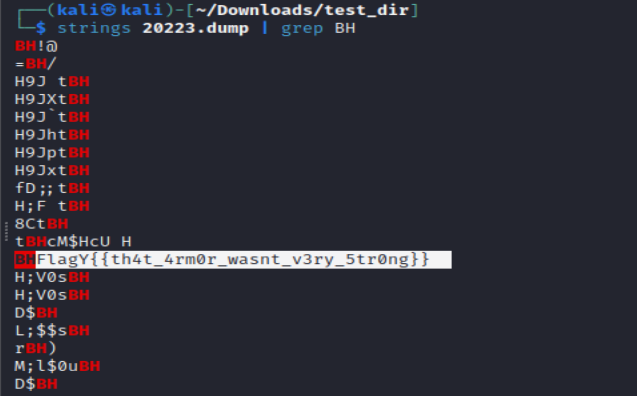 ┌──(kali㉿kali)-[~/Downloads/test_dir]
└─$ strings 20223.dump | grep BH
BH!@
=BH/
H9J tBH
H9JXtBH
H9J`tBH
H9JhtBH
H9JptBH
H9JxtBH
fD;;tBH
H;F tBH
8CtBH
tBHcM$HcU H
BHFlagY{{th4t_4rm0r_wasnt_v3ry_5tr0ng}}
H;V0sBH
H;V0sBH
D$BH
L;$$sBH
rBH)
M;l$0uBH
D$BH